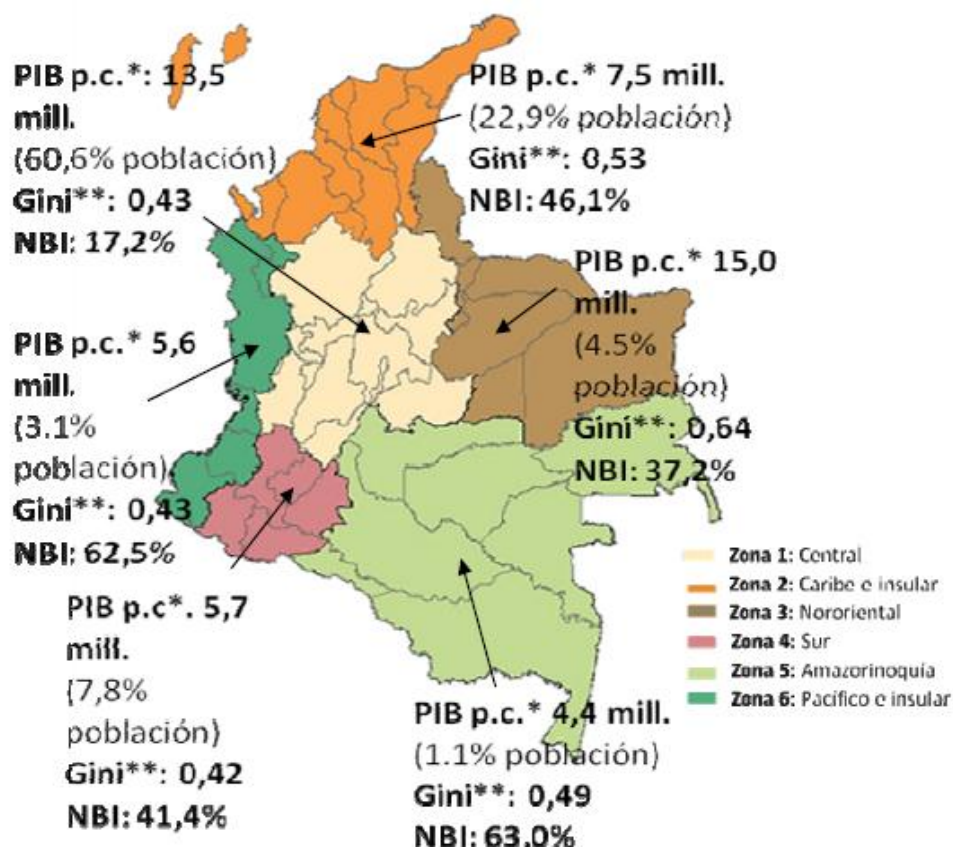 PIB p.c.*: 13,5
mill.
(60,6% población)
Gini**: 0,43
NBI: 17,2%
PIB p.c.* 7,5 mill.
(22,9% población)
Gini**: 0,53
NBI: 46,1%
PIB p.c.* 15,0
mill.
(4.5%
población)
Gini**: 0,64
NBI: 37,2%
PIB p.c.* 5,6
mill.
(3.1%
población)
Gini**: 0,43
NBI: 62,5%
PIB p.c*. 5,7
mill.
(7,8%
población)
Gini**: 0,42
NBI: 41,4%
PIB p.c.* 4,4 mill.
(1.1% población)
Gini**: 0,49
NBI: 63,0%
Zona 1: Central
Zona 2: Caribe e insular
Zona 3: Nororiental
Zona 4: Sur
Zona 5: Amazorinoquía
Zona 6: Pacífico e insular